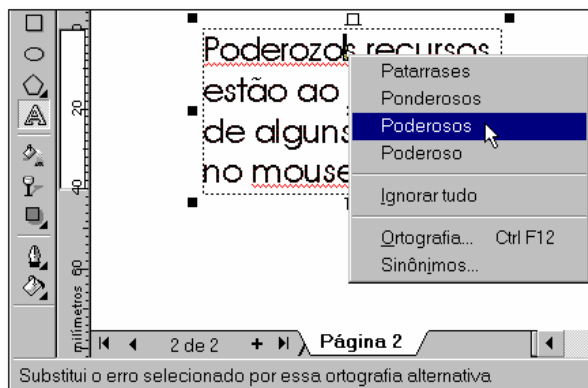 Poderozos recursos
estão ao
de alguns
no mouse
Patarrases
Ponderosos
Poderosos
Poderoso
Ignorar tudo
Ortografia... Ctrl F12
Sinônimos...
0
20
40
60
milímetros
2 de 2
Página 2
Substitui o erro selecionado por essa ortografia alternativa